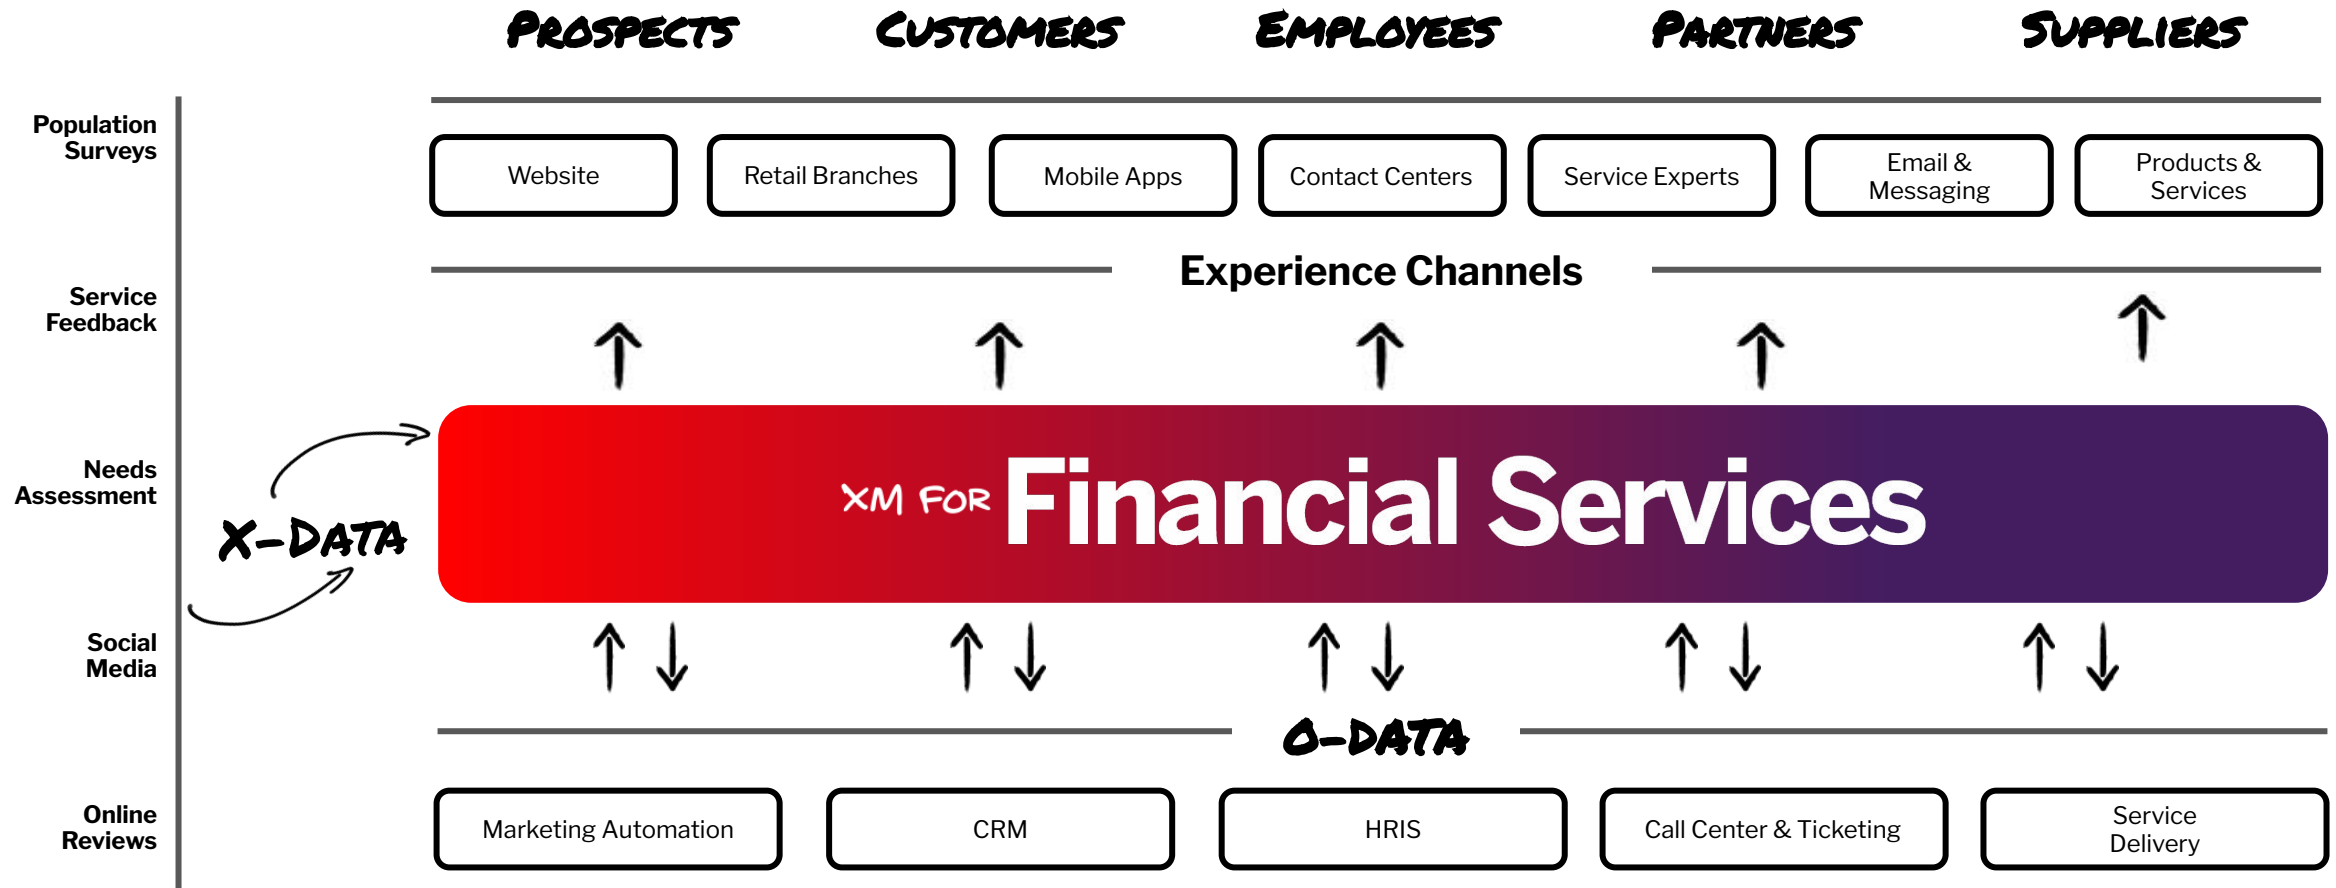 PROSPECTS
CUSTOMERS
EMPLOYEES
PARTNERS
SUPPLIERS
Population
Surveys
Service
Feedback
Needs
Assessment
Social
Media
Online
Reviews
Website
Retail Branches
Mobile Apps
Contact Centers
Service Experts
Email &
Messaging
Products &
Services
Experience Channels
X-DATA
XM FOR Financial Services
O-DATA
Marketing Automation
CRM
HRIS
Call Center & Ticketing
Service
Delivery